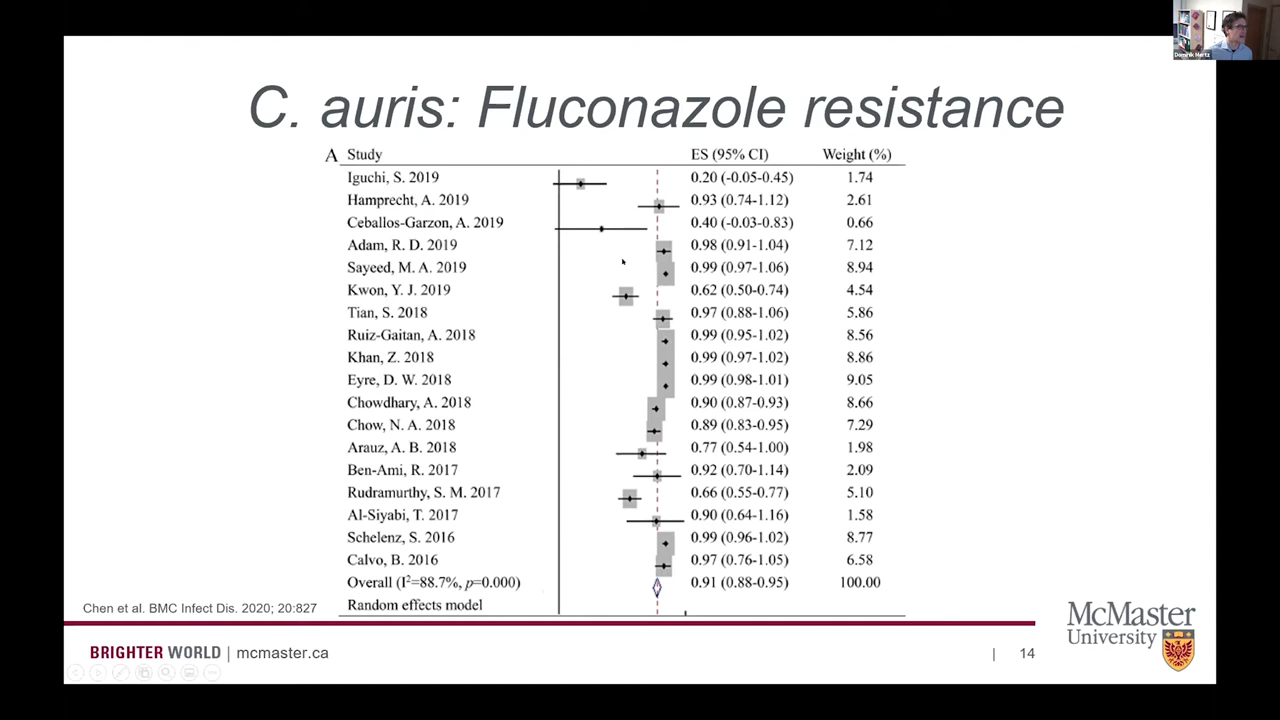 Dominik Mertz
C. auris: Fluconazole resistance
A Study ES (95% CI) Weight (%)
Iguchi, S. 2019 0.20 (-0.05-0.45) 1.74
Hamprecht, A. 2019 0.93 (0.74-1.12) 2.61
Ceballos-Garzon, A. 2019 0.40 (-0.03-0.83) 0.66
Adam, R. D. 2019 0.98 (0.91-1.04) 7.12
Sayeed, M. A. 2019 0.99 (0.97-1.06) 8.94
Kwon, Y. J. 2019 0.62 (0.50-0.74) 4.54
Tian, S. 2018 0.97 (0.88-1.06) 5.86
Ruiz-Gaitan, A. 2018 0.99 (0.95-1.02) 8.56
Khan, Z. 2018 0.99 (0.97-1.02) 8.86
Eyre, D. W. 2018 0.99 (0.98-1.01) 9.05
Chowdhary, A. 2018 0.90 (0.87-0.93) 8.66
Chow, N. A. 2018 0.89 (0.83-0.95) 7.29
Arauz, A. B. 2018 0.77 (0.54-1.00) 1.98
Ben-Ami, R. 2017 0.92 (0.70-1.14) 2.09
Rudramurthy, S. M. 2017 0.66 (0.55-0.77) 5.10
Al-Siyabi, T. 2017 0.90 (0.64-1.16) 1.58
Schelenz, S. 2016 0.99 (0.96-1.02) 8.77
Calvo, B. 2016 0.97 (0.76-1.05) 6.58
Overall (I²=88.7%, p=0.000) 0.91 (0.88-0.95) 100.00
Random effects model
Chen et al. BMC Infect Dis. 2020; 20:827
BRIGHTER WORLD | mcmaster.ca
| 14
McMaster
University